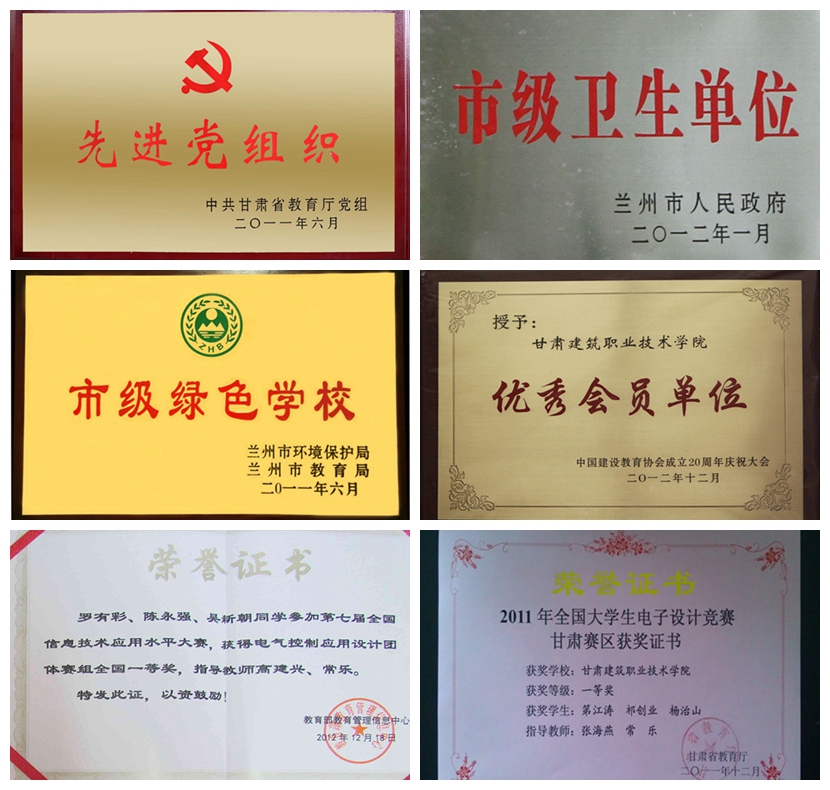 先进党组织
中共甘肃省教育厅党组
二〇一一年六月
市级卫生单位
兰州市人民政府
二〇一二年一月
ZHB
市级绿色学校
兰州市环境保护局
兰州市教育局
二0一一年六月
授予：
甘肃建筑职业技术学院
优秀会员单位
中国建设教育协会成立20周年庆祝大会
二〇一二年十二月
荣誉证书
罗有彩、陈永强、吴新朝同学参加第七届全国
信息技术应用水平大赛，获得电气控制应用设计团
体赛组全国一等奖，指导教师高建兴、常乐。
特发此证，以资鼓励！
教育部教育管理信息中心
2012年12月18日
荣誉证书
2011年全国大学生电子设计竞赛
甘肃赛区获奖证书
获奖学校：甘肃建筑职业技术学院
获奖等级：一等奖
获奖学生：第江涛 祁创业 杨治山
指导教师：张海燕 常乐
甘肃省教育厅
二〇一一年十二月